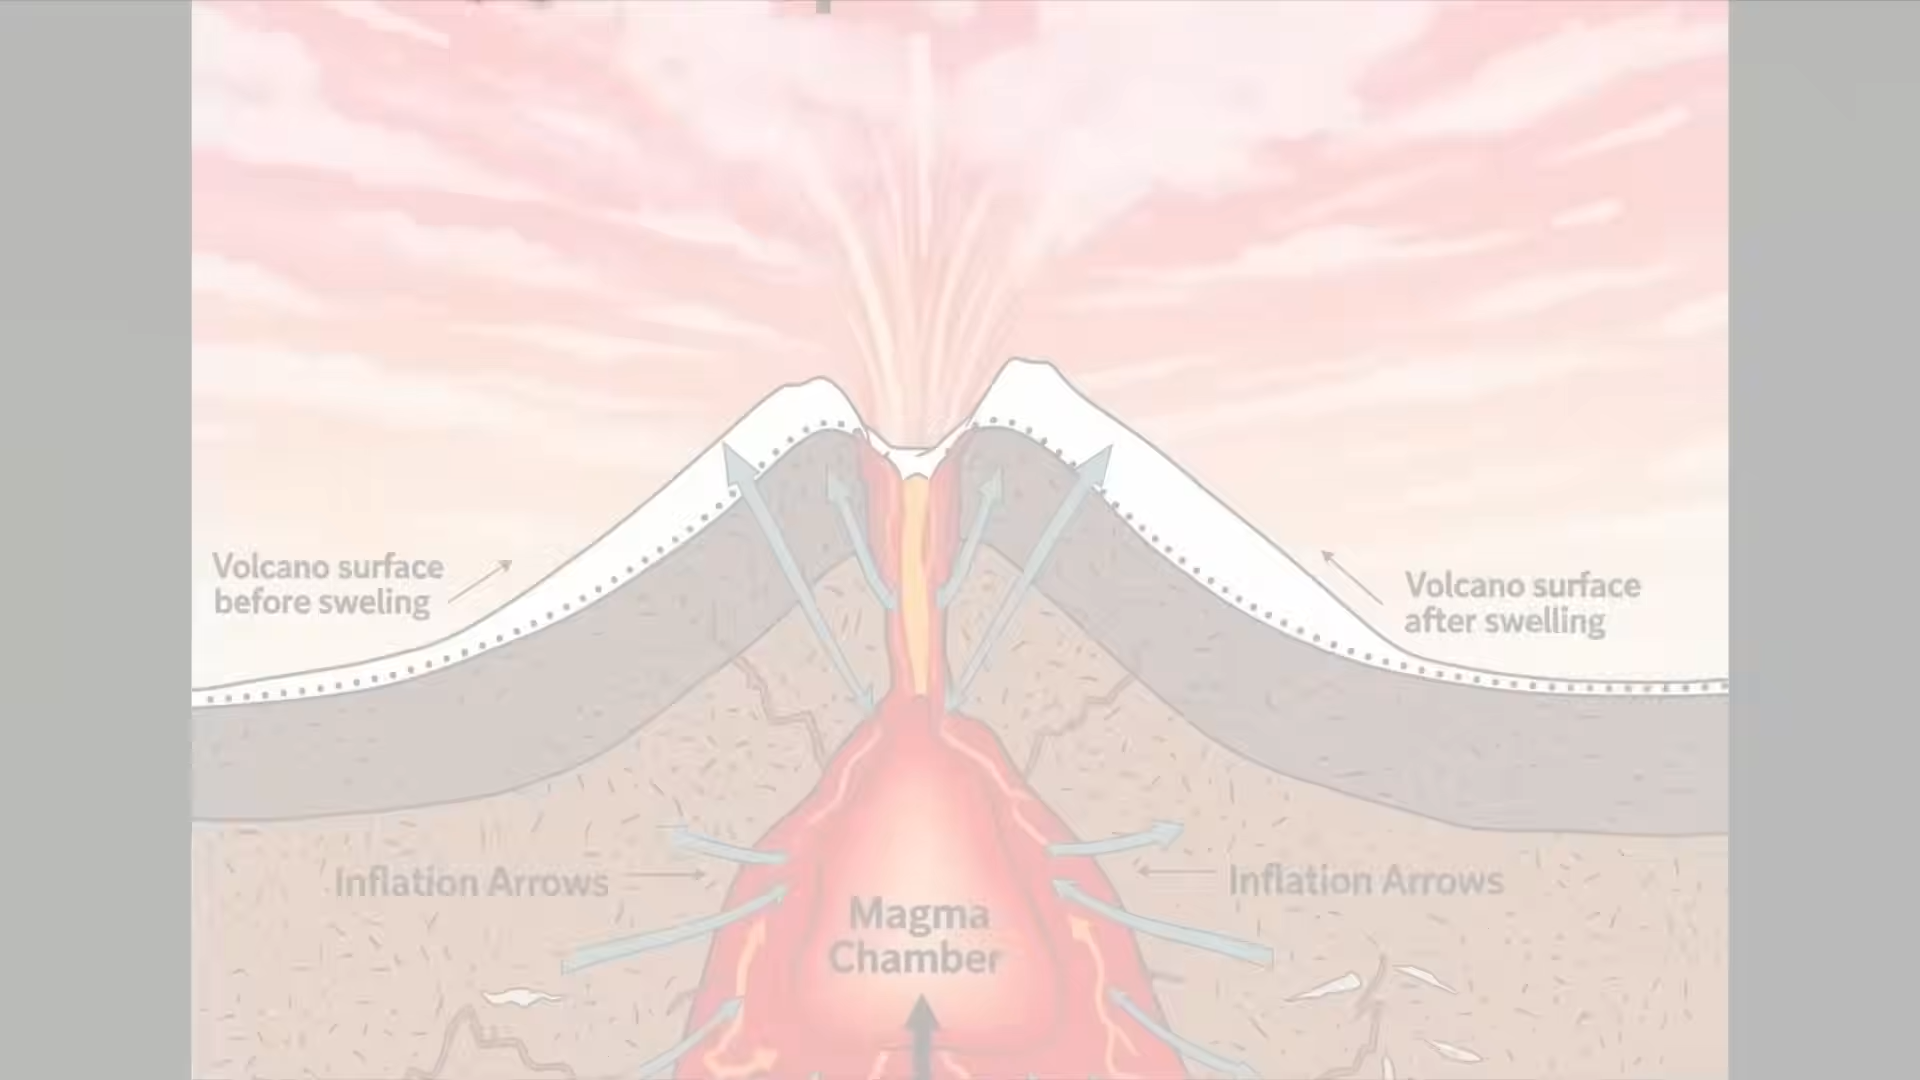 Volcano surface
before sweling
Volcano surface
after swelling
Inflation Arrows
Inflation Arrows
Magma
Chamber